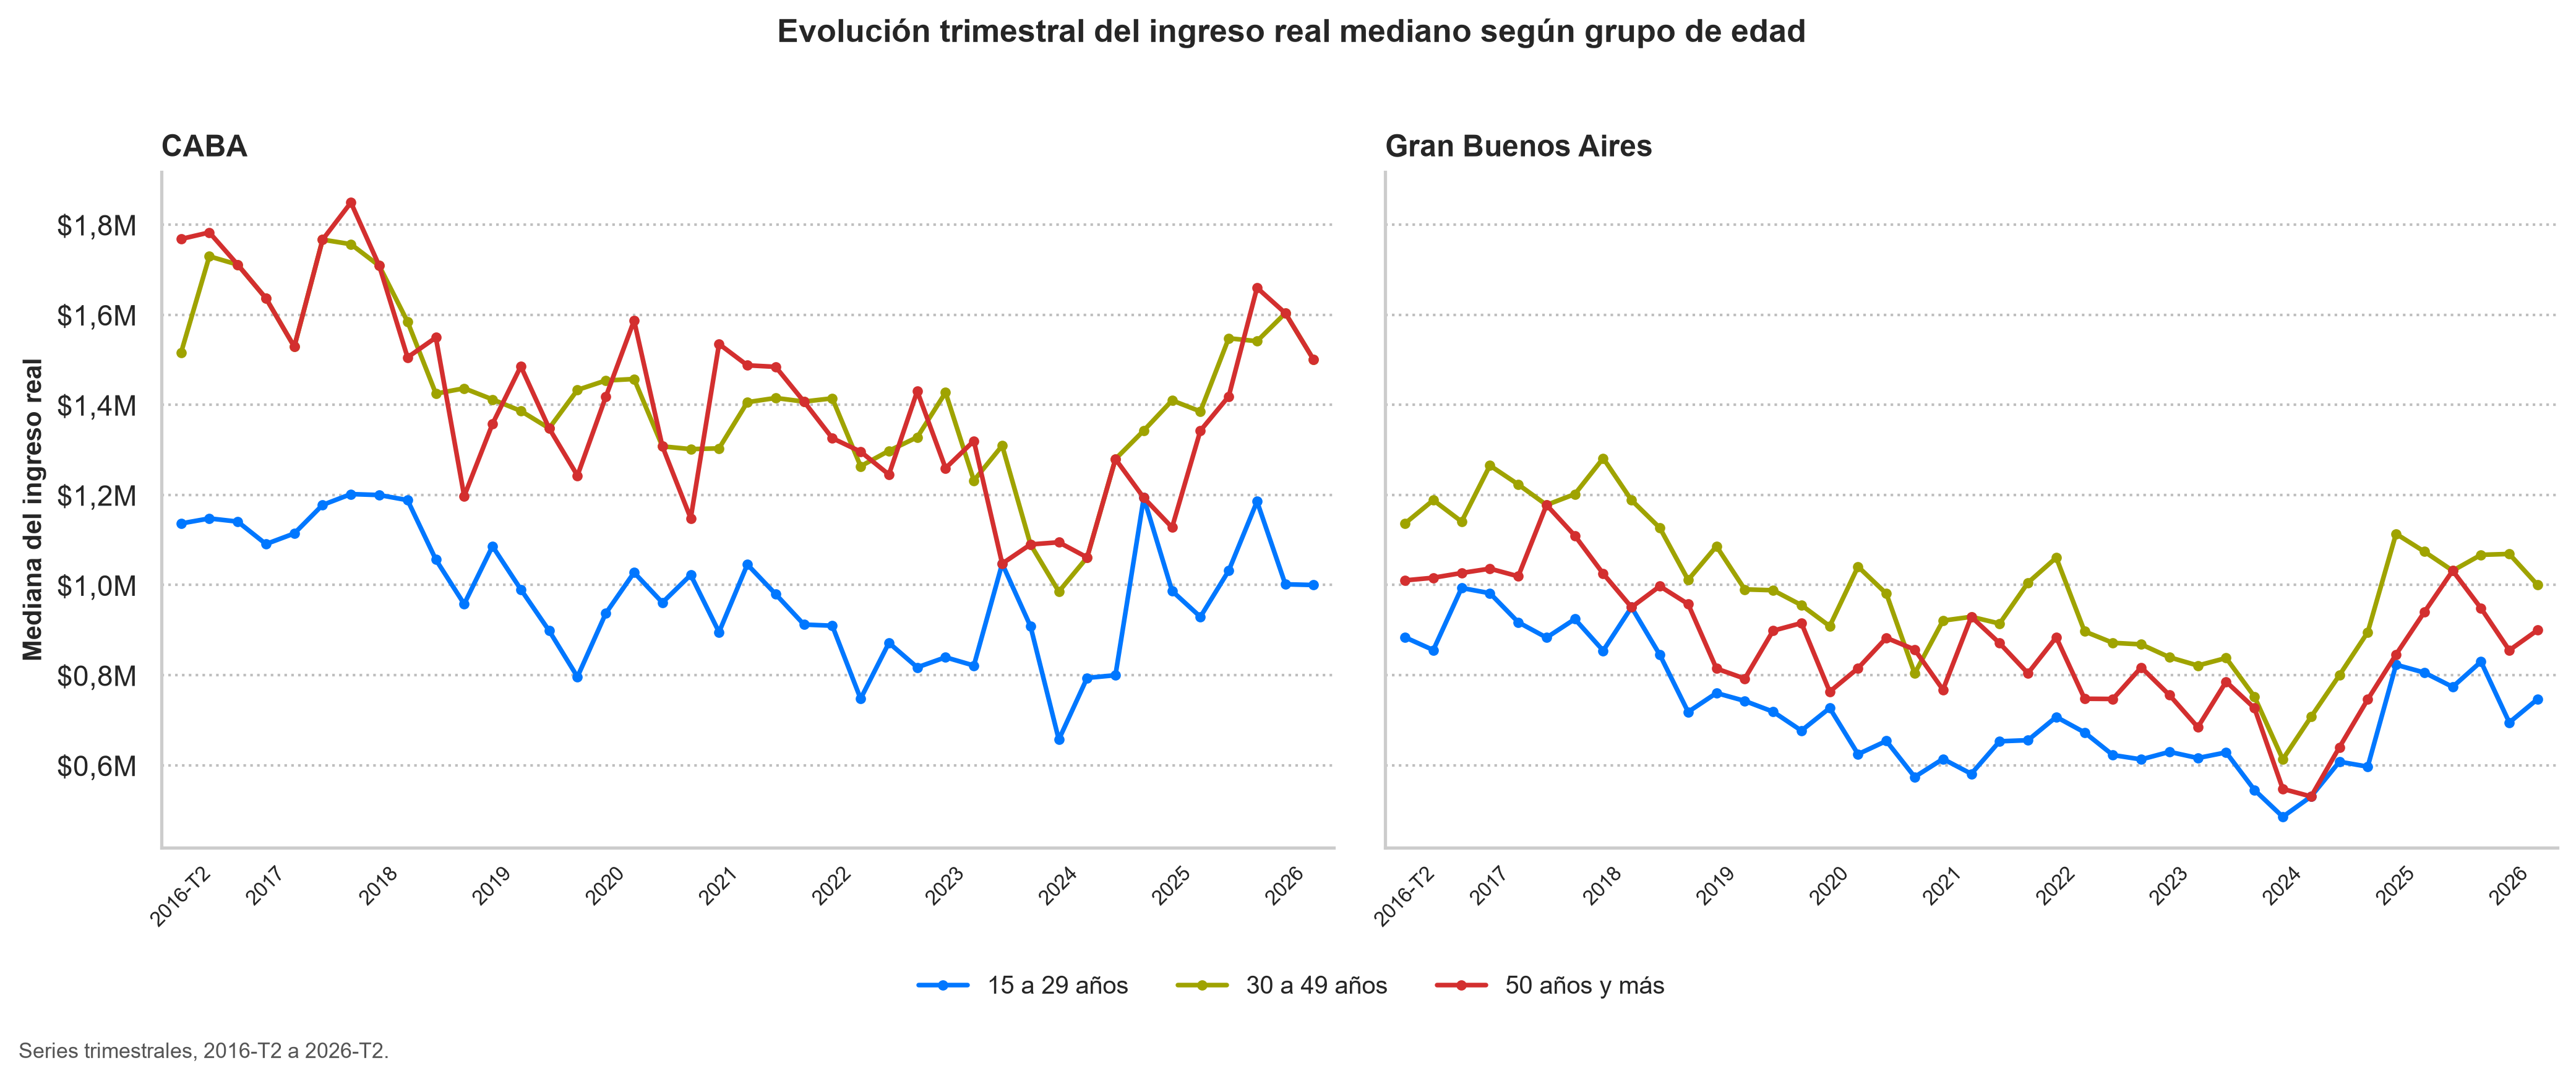 Evolución trimestral del ingreso real mediano según grupo de edad
CABA
Gran Buenos Aires
Mediana del ingreso real
$1,8M
$1,6M
$1,4M
$1,2M
$1,0M
$0,8M
$0,6M
2016-T2 2017 2018 2019 2020 2021 2022 2023 2024 2025 2026
2016-T2 2017 2018 2019 2020 2021 2022 2023 2024 2025 2026
15 a 29 años 30 a 49 años 50 años y más
Series trimestrales, 2016-T2 a 2026-T2.